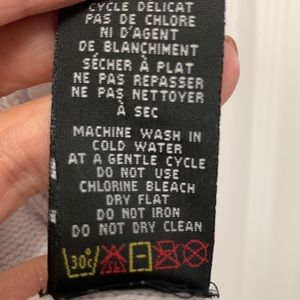 CYCLE DÉLICAT
PAS DE CHLORE
NI D'AGENT
DE BLANCHIMENT
SÉCHER À PLAT
NE PAS REPASSER
NE PAS NETTOYER
À SEC
MACHINE WASH IN
COLD WATER
AT A GENTLE CYCLE
DO NOT USE
CHLORINE BLEACH
DRY FLAT
DO NOT IRON
DO NOT DRY CLEAN
30c